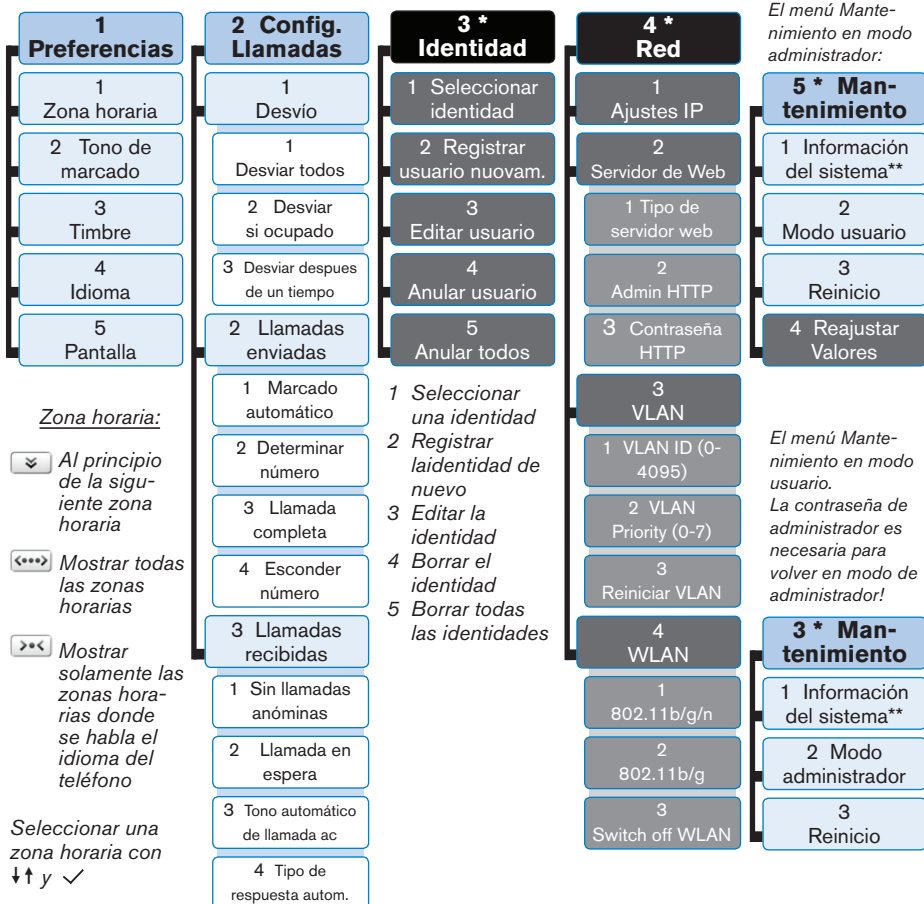 1
Preferencias
1
Zona horaria
2 Tono de
marcado
3
Timbre
4
Idioma
5
Pantalla
Zona horaria:
Al principio
de la sigu-
iente zona
horaria
Mostrar todas
las zonas
horarias
Mostrar
solamente las
zonas hora-
rias donde
se habla el
idioma del
teléfono
Seleccionar una
zona horaria con
↓↑ y ✓
2 Config.
Llamadas
1
Desvío
1
Desviar todos
2 Desviar
si ocupado
3 Desviar despues
de un tiempo
2 Llamadas
enviadas
1 Marcado
automático
2 Determinar
número
3 Llamada
completa
4 Esconder
número
3 Llamadas
recibidas
1 Sin llamadas
anóminas
2 Llamada en
espera
3 Tono automático
de llamada ac
4 Tipo de
respuesta autom.
3 *
Identidad
1 Seleccionar
identidad
2 Registrar
usuario nuovam.
3
Editar usuario
4
Anular usuario
5
Anular todos
1 Seleccionar
una identidad
2 Registrar
laidentidad de
nuevo
3 Editar la
identidad
4 Borrar el
identidad
5 Borrar todas
las identidades
4 *
Red
1
Ajustes IP
2
Servidor de Web
1 Tipo de
servidor web
2
Admin HTTP
3 Contraseña
HTTP
3
VLAN
1 VLAN ID (0-
4095)
2 VLAN
Priority (0-7)
3
Reiniciar VLAN
4
WLAN
1
802.11b/g/n
2
802.11b/g
3
Switch off WLAN
El menú Mante-
nimiento en modo
administrador:
5 * Man-
tenimiento
1 Información
del sistema**
2
Modo usuario
3
Reinicio
4 Reajustar
Valores
El menú Mante-
nimiento en modo
usuario.
La contraseña de
administrador es
necesaria para
volver en modo de
administrador!
3 * Man-
tenimiento
1 Información
del sistema**
2 Modo
administrador
3
Reinicio